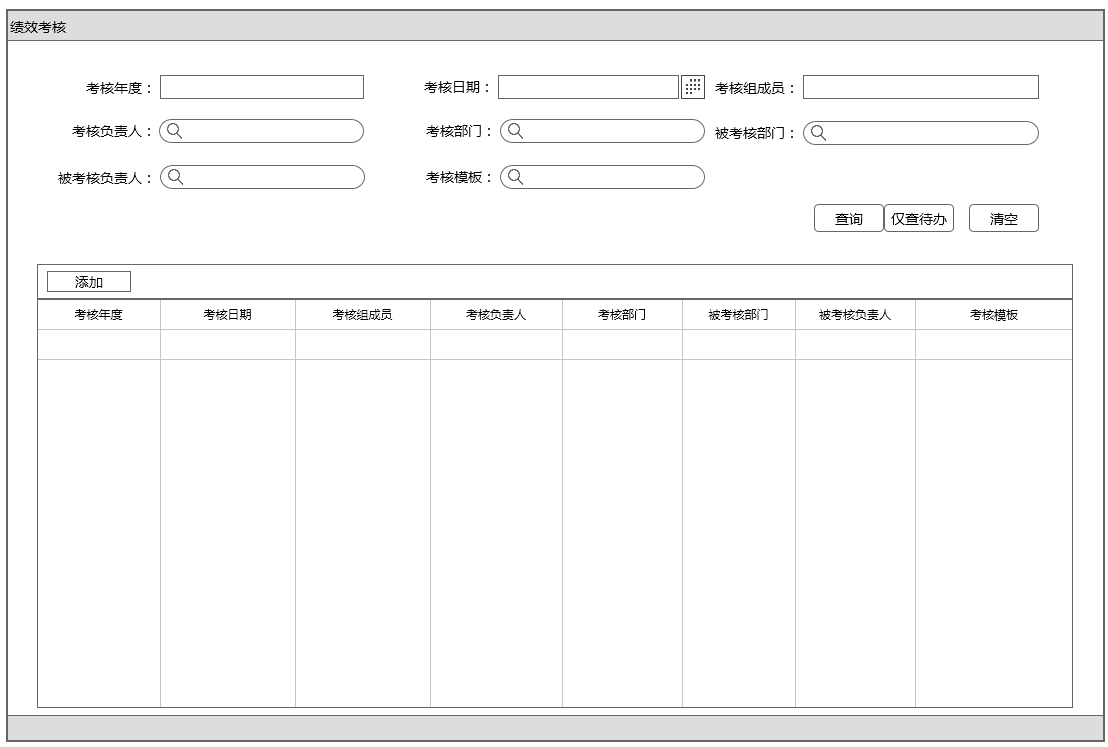 绩效考核
考核年度： 考核日期： 考核组成员：
考核负责人： 考核部门： 被考核部门：
被考核负责人： 考核模板：
查询 仅查待办 清空
添加
考核年度 考核日期 考核组成员 考核负责人 考核部门 被考核部门 被考核负责人 考核模板